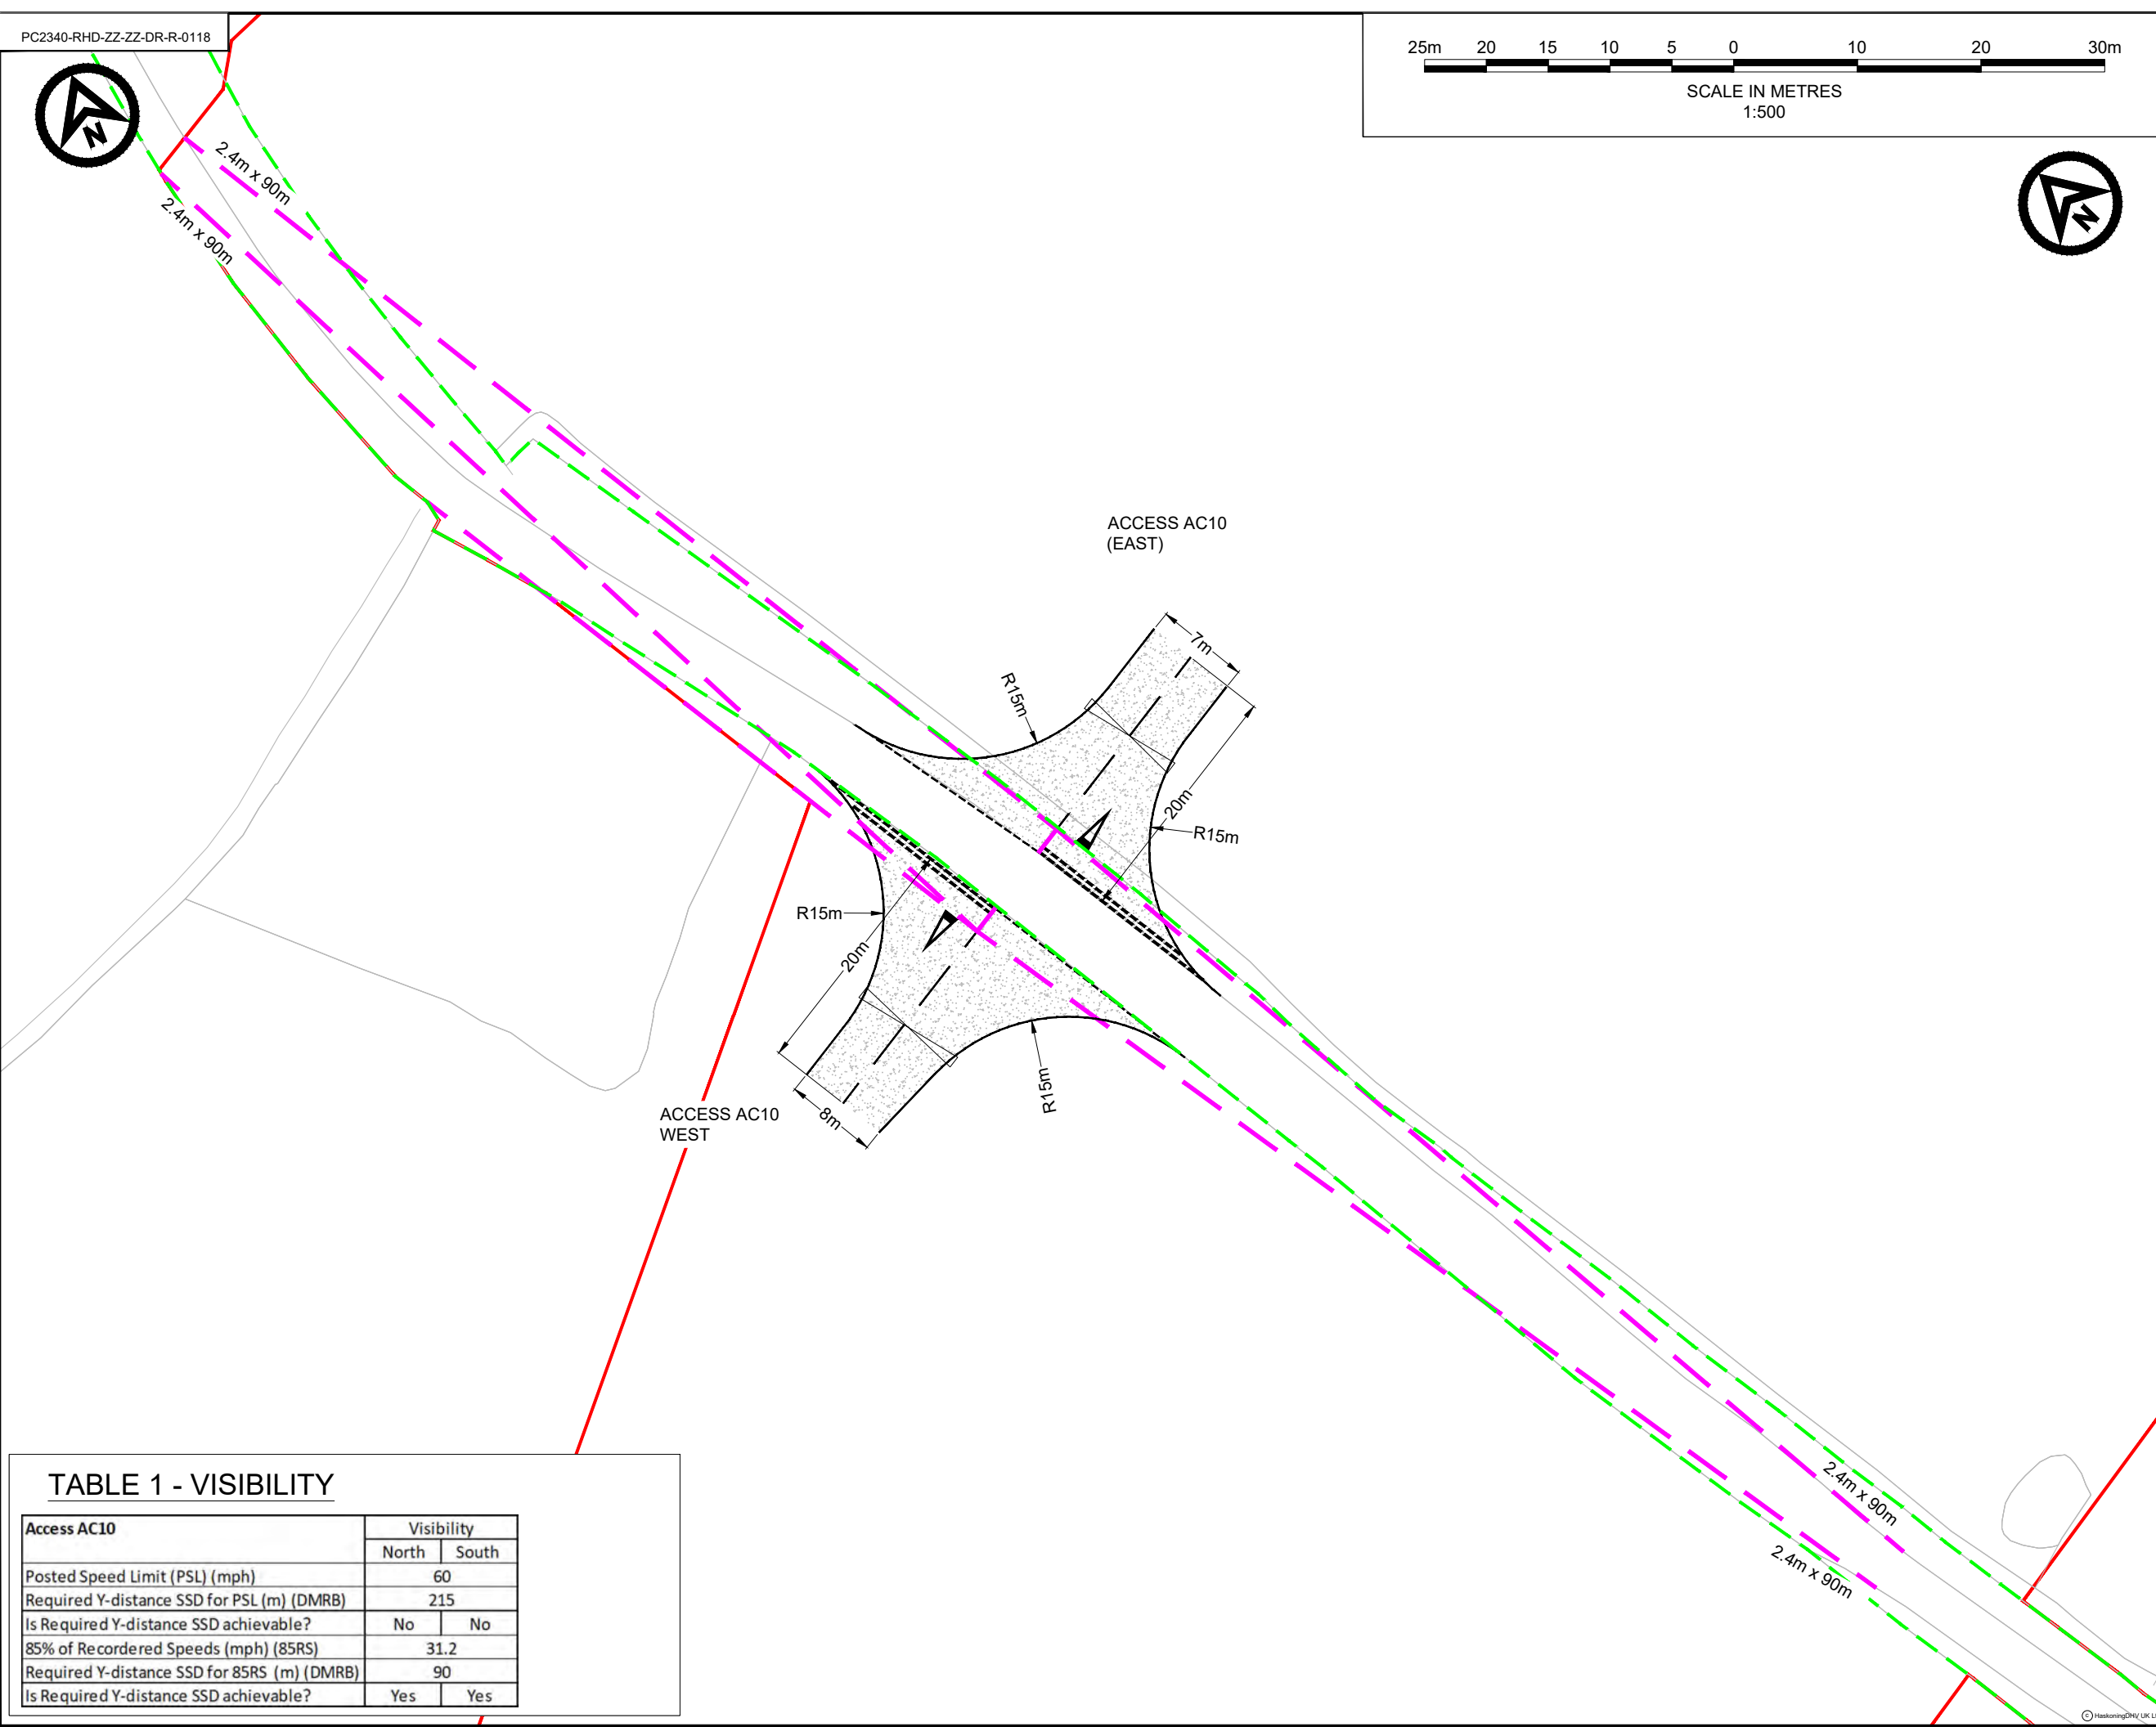 PC2340-RHD-ZZ-ZZ-DR-R-0118
25m 20 15 10 5 0 10 20 30m
SCALE IN METRES
1:500
N
N
2.4m x 90m
2.4m x 90m
ACCESS AC10
(EAST)
7m
R15m
20m
R15m
R15m
20m
R15m
8m
ACCESS AC10
WEST
2.4m x 90m
2.4m x 90m
TABLE 1 - VISIBILITY
Access AC10 Visibility
North South
Posted Speed Limit (PSL) (mph) 60
Required Y-distance SSD for PSL (m) (DMRB) 215
Is Required Y-distance SSD achievable? No No
85% of Recordered Speeds (mph) (85RS) 31.2
Required Y-distance SSD for 85RS (m) (DMRB) 90
Is Required Y-distance SSD achievable? Yes Yes
© HaskoningDHV UK